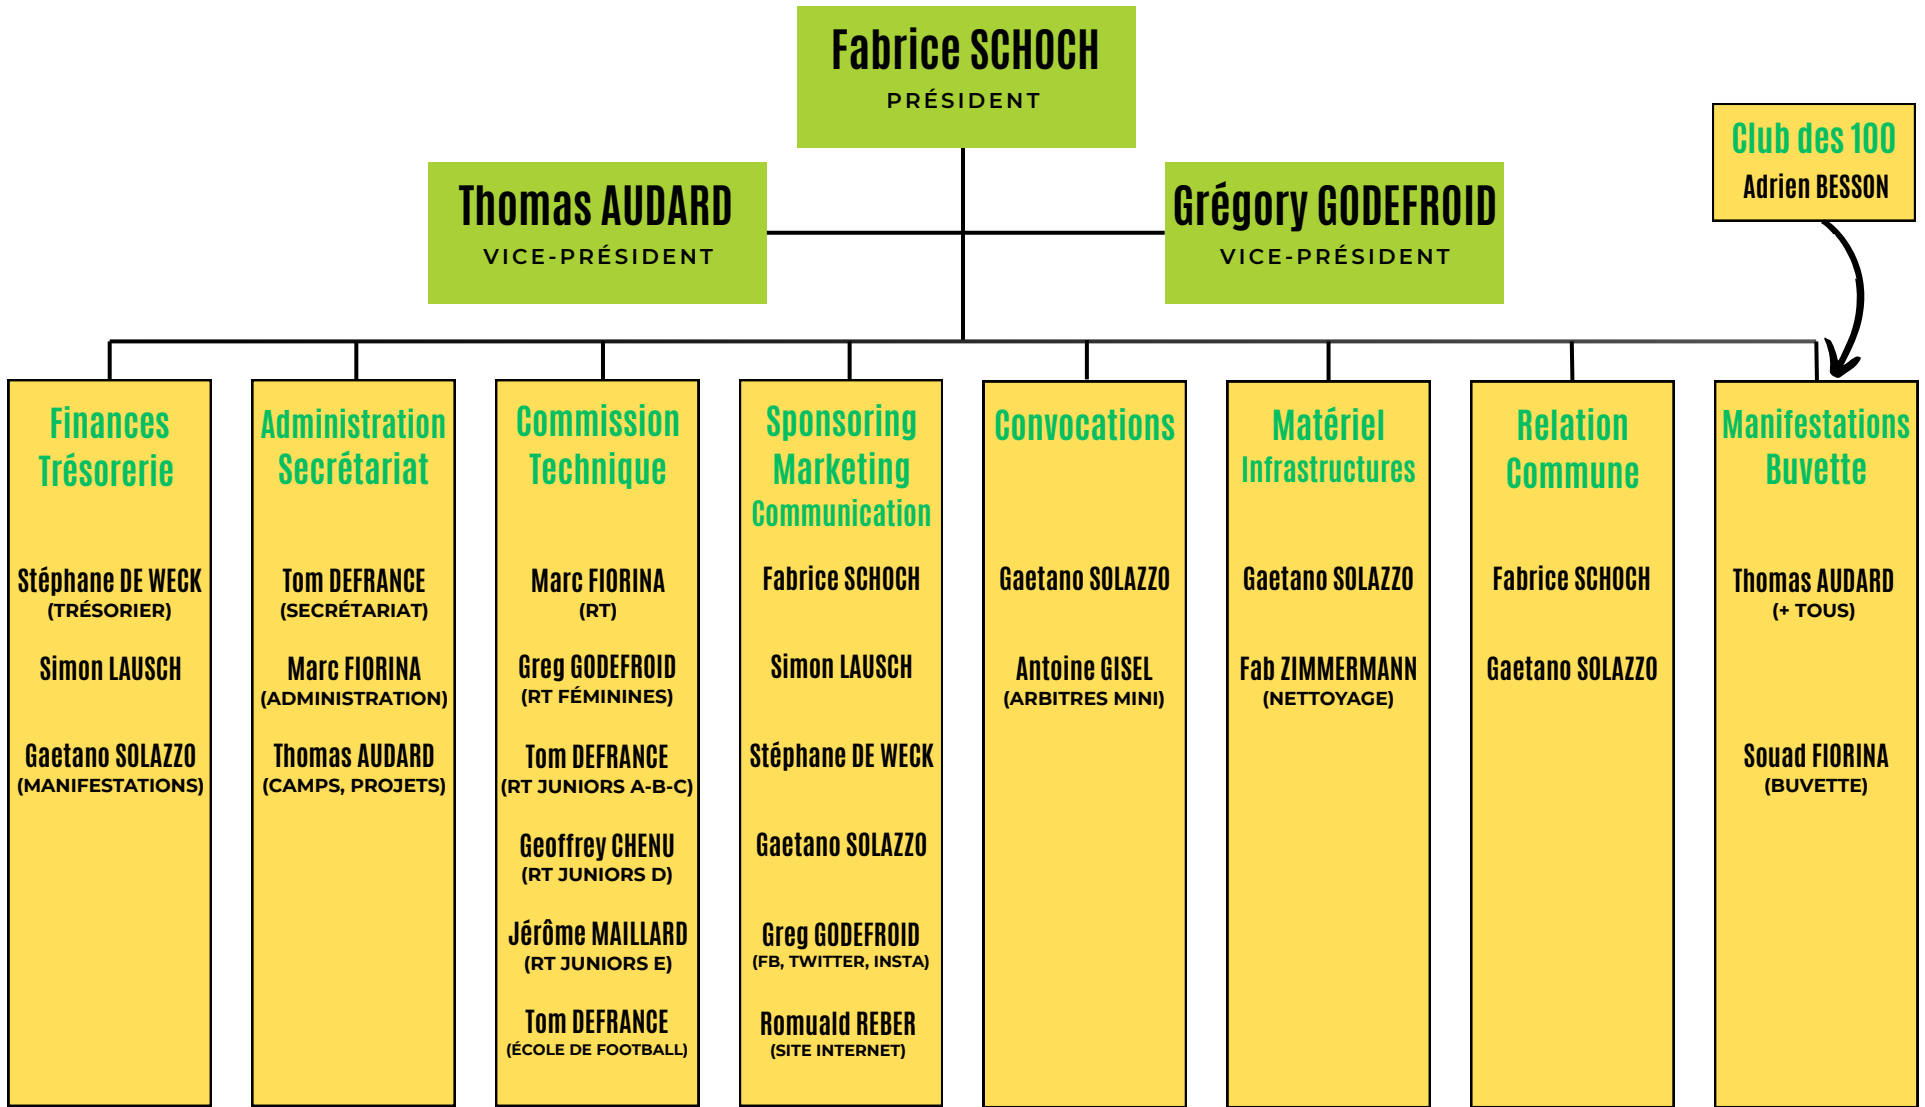 Fabrice SCHOCH
PRÉSIDENT
Thomas AUDARD
VICE-PRÉSIDENT
Grégory GODEFROID
VICE-PRÉSIDENT
Club des 100
Adrien BESSON
Finances
Trésorerie
Stéphane DE WECK
(TRÉSORIER)
Simon LAUSCH
Gaetano SOLAZZO
(MANIFESTATIONS)
Administration
Secrétariat
Tom DEFRANCE
(SECRÉTARIAT)
Marc FIORINA
(ADMINISTRATION)
Thomas AUDARD
(CAMPS, PROJETS)
Commission
Technique
Marc FIORINA
(RT)
Greg GODEFROID
(RT FÉMININES)
Tom DEFRANCE
(RT JUNIORS A-B-C)
Geoffrey CHENU
(RT JUNIORS D)
Jérôme MAILLARD
(RT JUNIORS E)
Tom DEFRANCE
(ÉCOLE DE FOOTBALL)
Sponsoring
Marketing
Communication
Fabrice SCHOCH
Simon LAUSCH
Stéphane DE WECK
Gaetano SOLAZZO
Greg GODEFROID
(FB, TWITTER, INSTA)
Romuald REBER
(SITE INTERNET)
Convocations
Gaetano SOLAZZO
Antoine GISEL
(ARBITRES MINI)
Matériel
Infrastructures
Gaetano SOLAZZO
Fab ZIMMERMANN
(NETTOYAGE)
Relation
Commune
Fabrice SCHOCH
Gaetano SOLAZZO
Manifestations
Buvette
Thomas AUDARD
(+ TOUS)
Souad FIORINA
(BUVETTE)